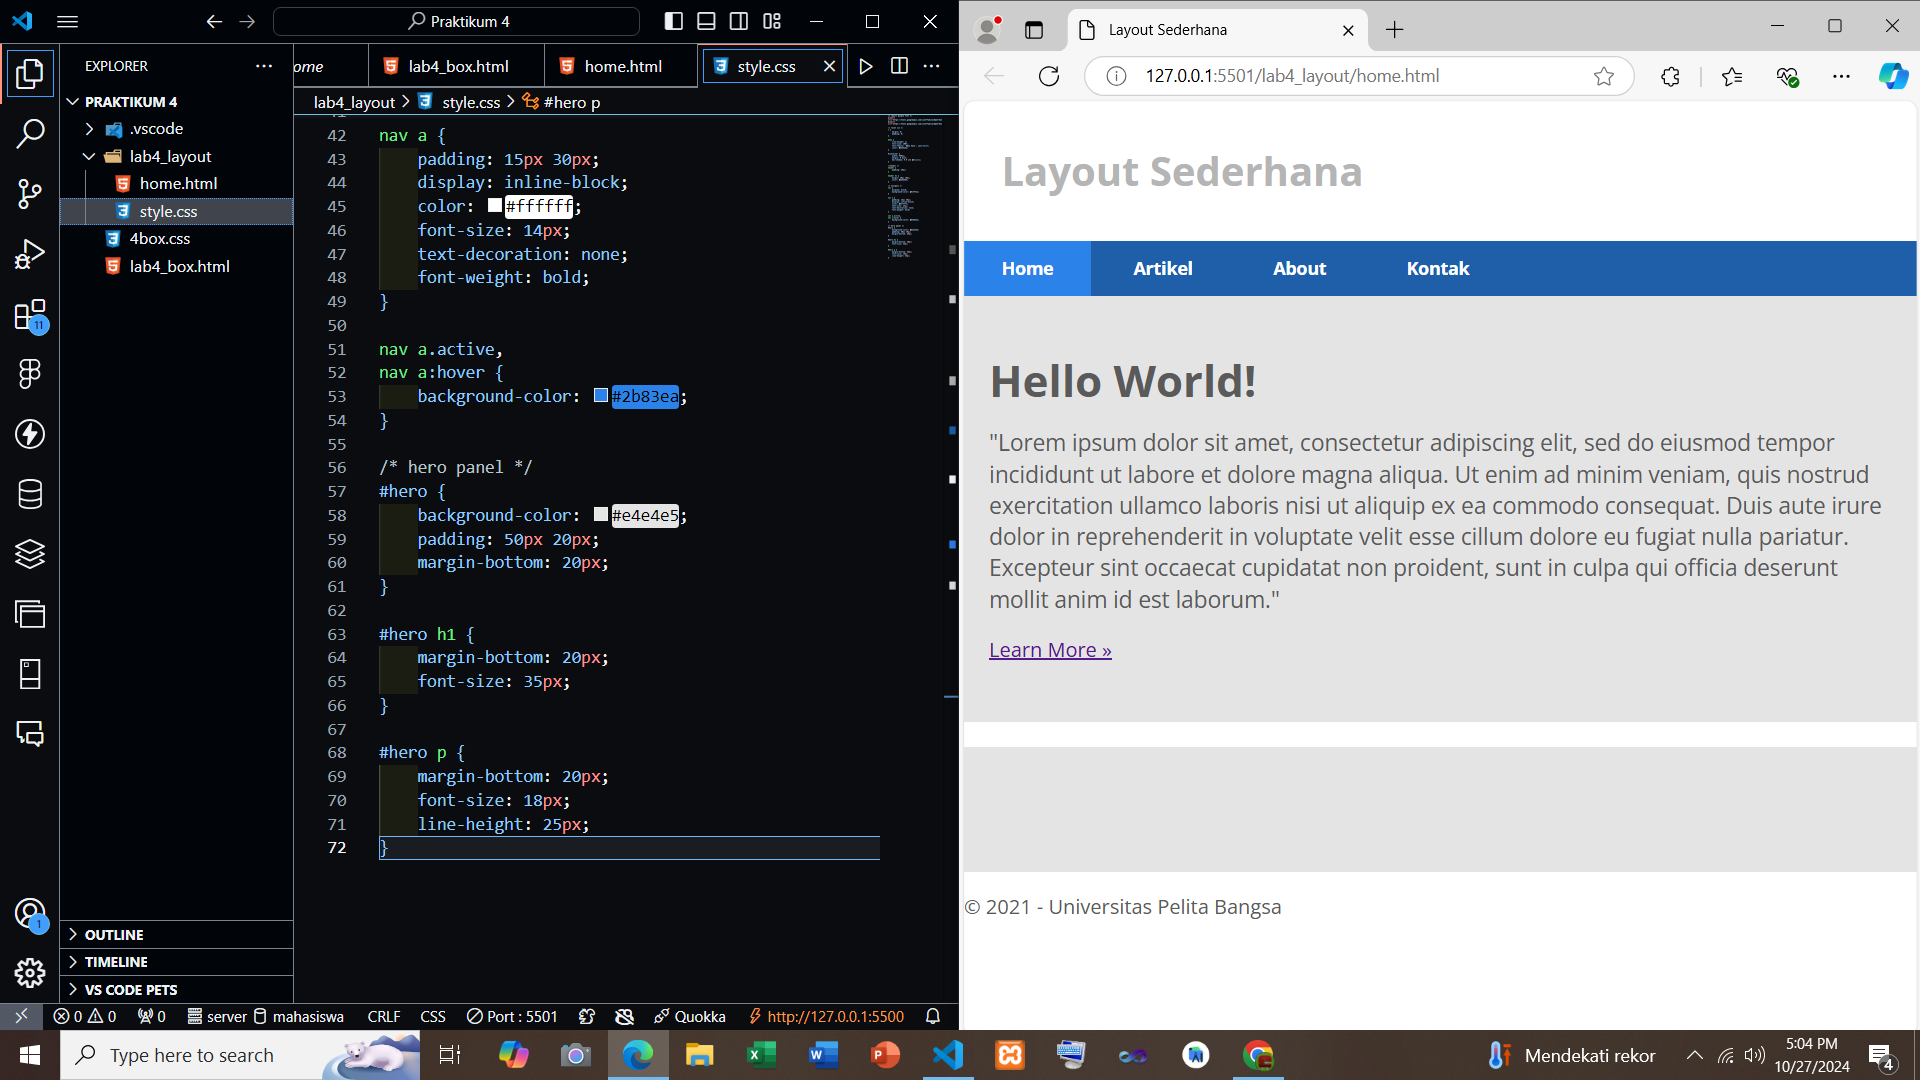 Praktikum 4
EXPLORER
PRAKTIKUM 4
.vscode
lab4_layout
home.html
style.css
4box.css
lab4_box.html
OUTLINE
TIMELINE
VS CODE PETS
11
1
ome
lab4_box.html
home.html
style.css
lab4_layout > style.css > #hero p
42 nav a {
43 padding: 15px 30px;
44 display: inline-block;
45 color: #ffffff;
46 font-size: 14px;
47 text-decoration: none;
48 font-weight: bold;
49 }
50
51 nav a.active,
52 nav a:hover {
53 background-color: #2b83ea;
54 }
55
56 /* hero panel */
57 #hero {
58 background-color: #e4e4e5;
59 padding: 50px 20px;
60 margin-bottom: 20px;
61 }
62
63 #hero h1 {
64 margin-bottom: 20px;
65 font-size: 35px;
66 }
67
68 #hero p {
69 margin-bottom: 20px;
70 font-size: 18px;
71 line-height: 25px;
72 }
0 0 0 server mahasiswa CRLF CSS Port : 5501 Quokka http://127.0.0.1:5500
Layout Sederhana
127.0.0.1:5501/lab4_layout/home.html
Layout Sederhana
Home Artikel About Kontak
Hello World!
"Lorem ipsum dolor sit amet, consectetur adipiscing elit, sed do eiusmod tempor
incididunt ut labore et dolore magna aliqua. Ut enim ad minim veniam, quis nostrud
exercitation ullamco laboris nisi ut aliquip ex ea commodo consequat. Duis aute irure
dolor in reprehenderit in voluptate velit esse cillum dolore eu fugiat nulla pariatur.
Excepteur sint occaecat cupidatat non proident, sunt in culpa qui officia deserunt
mollit anim id est laborum."
Learn More »
© 2021 - Universitas Pelita Bangsa
Type here to search
Mendekati rekor
5:04 PM
10/27/2024
4